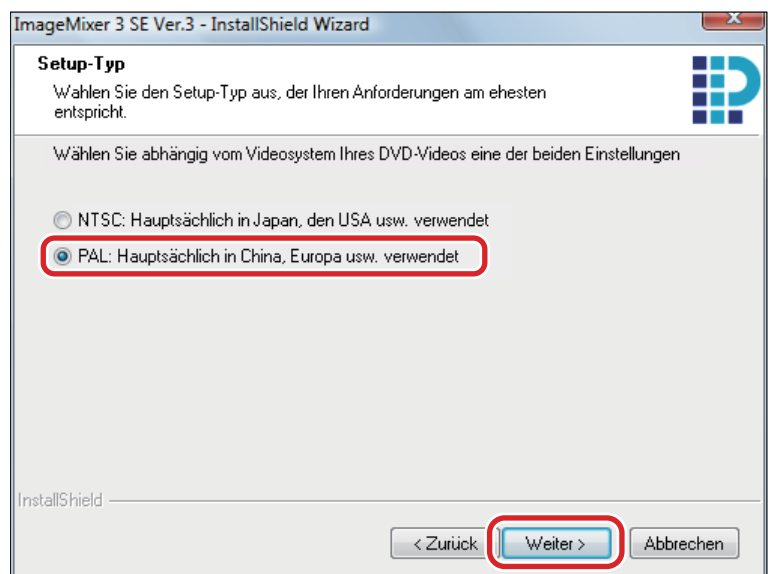 ImageMixer 3 SE Ver.3 - InstallShield Wizard
Setup-Typ
Wahlen Sie den Setup-Typ aus, der Ihren Anforderungen am ehesten
entspricht.
Wählen Sie abhängig vom Videosystem Ihres DVD-Videos eine der beiden Einstellungen
NTSC: Hauptsächlich in Japan, den USA usw. verwendet
PAL: Hauptsächlich in China, Europa usw. verwendet
InstallShield
< Zurück Weiter > Abbrechen